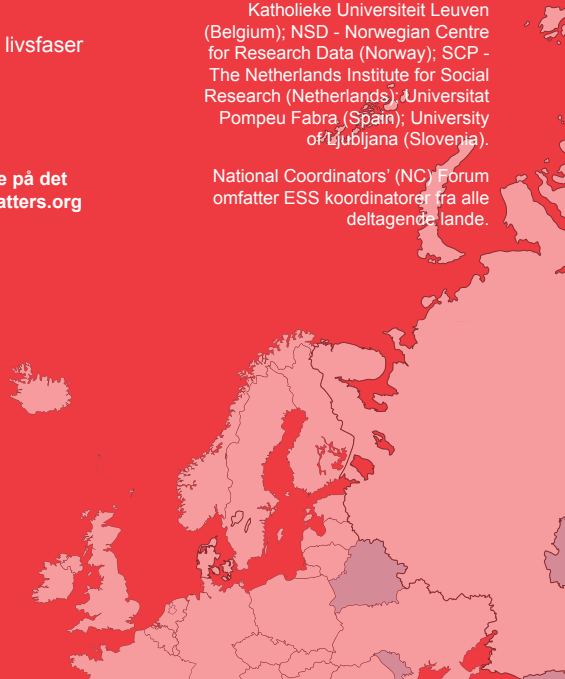 livsfaser
e på det
atters.org
Katholieke Universiteit Leuven
(Belgium); NSD - Norwegian Centre
for Research Data (Norway); SCP -
The Netherlands Institute for Social
Research (Netherlands); Universitat
Pompeu Fabra (Spain); University
of Ljubljana (Slovenia).
National Coordinators’ (NC) Forum
omfatter ESS koordinatorer fra alle
deltagende lande.